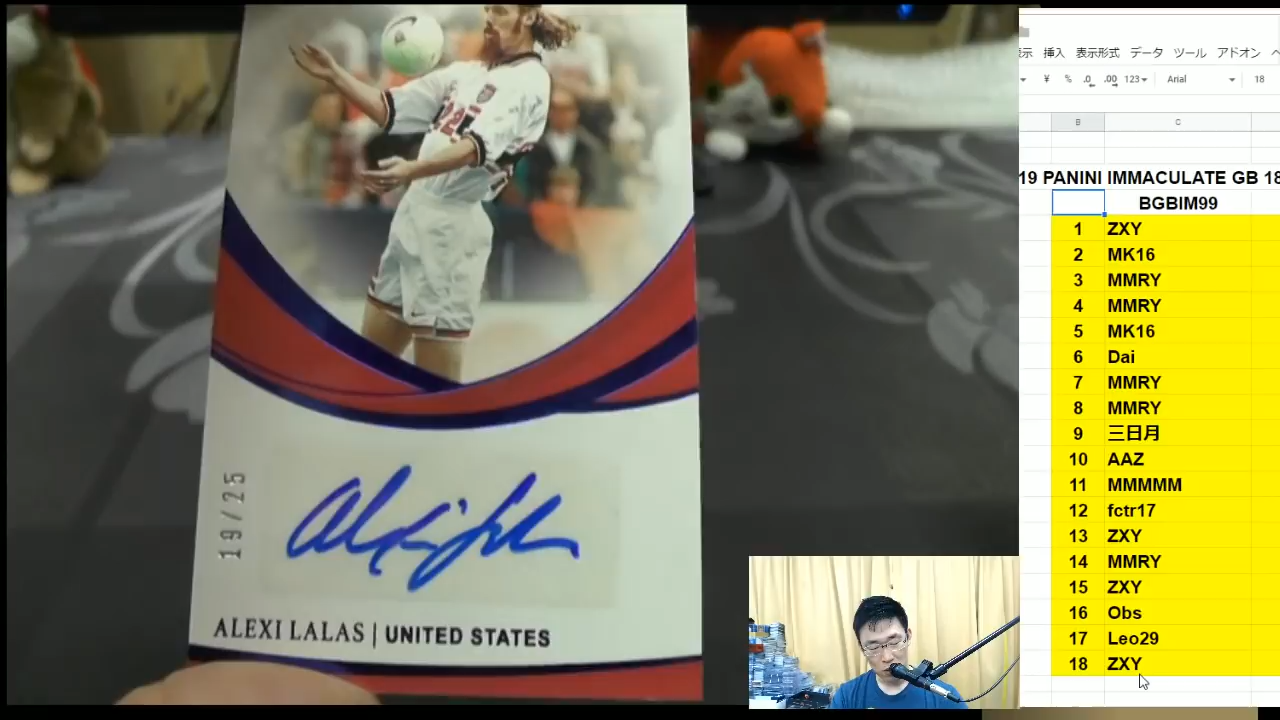 22
19/25
ALEXI LALAS | UNITED STATES
挿入 表示形式 データ ツール アドオン
¥ % .0 .00 123 Arial 18
B C
19 PANINI IMMACULATE GB 18
BGBIM99
1 ZXY
2 MK16
3 MMRY
4 MMRY
5 MK16
6 Dai
7 MMRY
8 MMRY
9 三日月
10 AAZ
11 MMMMM
12 fctr17
13 ZXY
14 MMRY
15 ZXY
16 Obs
17 Leo29
18 ZXY